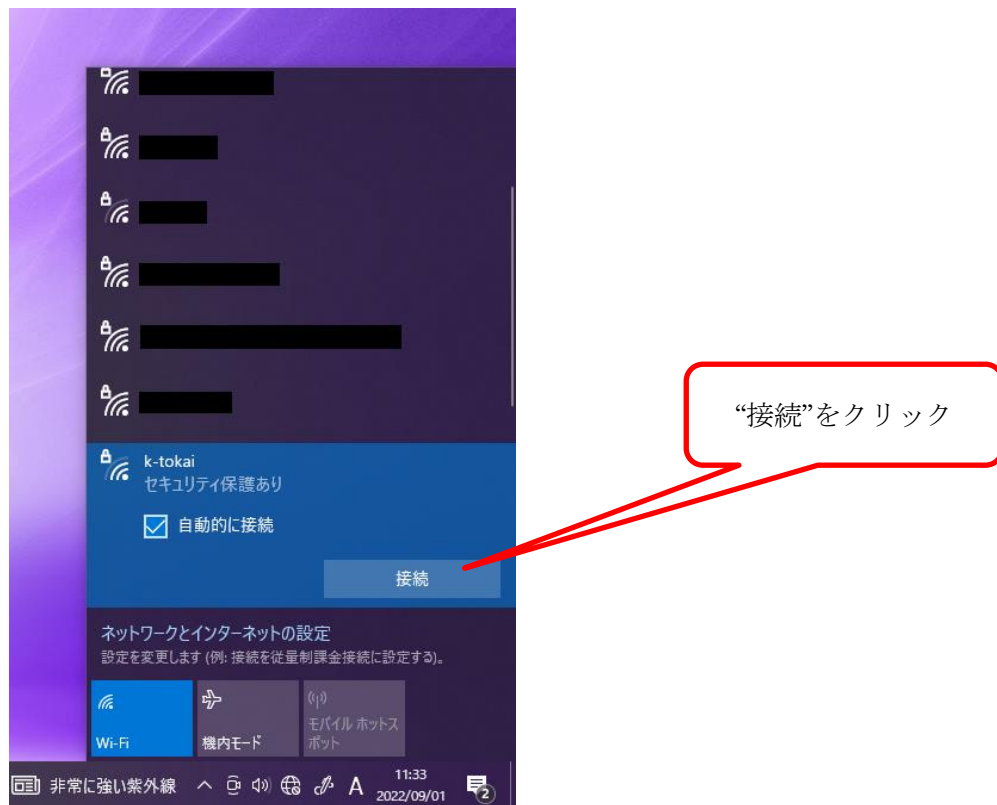 k-tokai
セキュリティ保護あり
自動的に接続
接続
“接続”をクリック
ネットワークとインターネットの設定
設定を変更します (例: 接続を従量制課金接続に設定する)。
Wi-Fi
機内モード
モバイル ホットス
ポット
非常に強い紫外線
A
11:33
2022/09/01
2